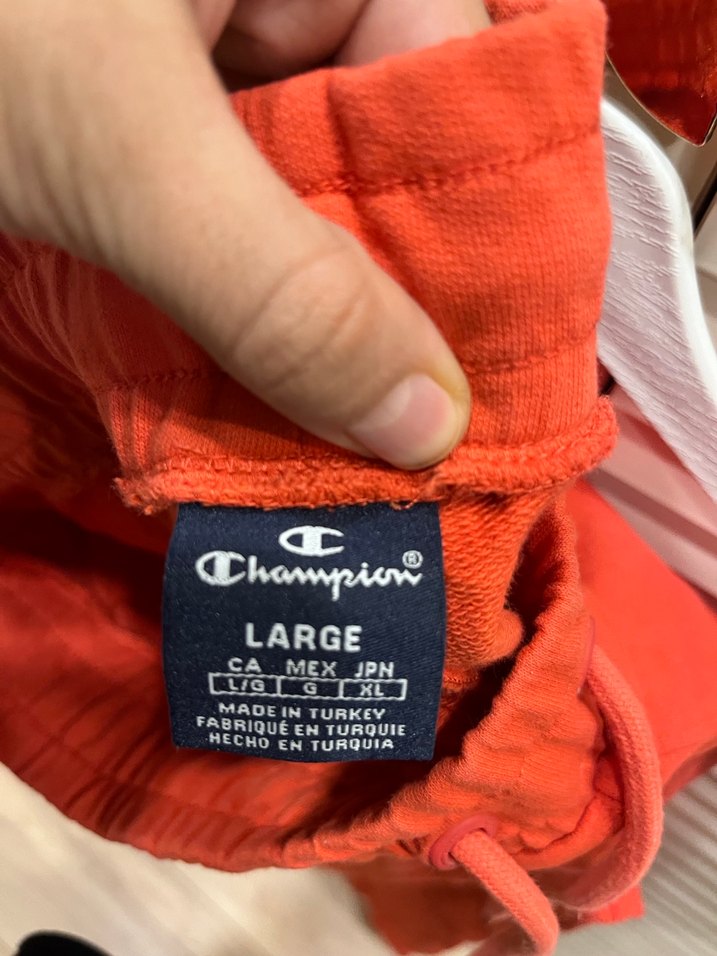 Champion®
LARGE
CA MEX JPN
L/G G XL
MADE IN TURKEY
FABRIQUÉ EN TURQUIE
HECHO EN TURQUIA